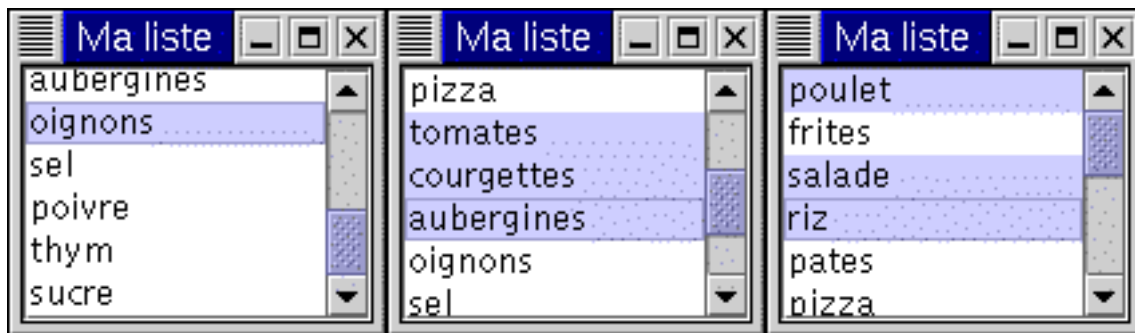 Ma liste
aubergines
oignons
sel
poivre
thym
sucre
Ma liste
pizza
tomates
courgettes
aubergines
oignons
sel
Ma liste
poulet
frites
salade
riz
pates
pizza